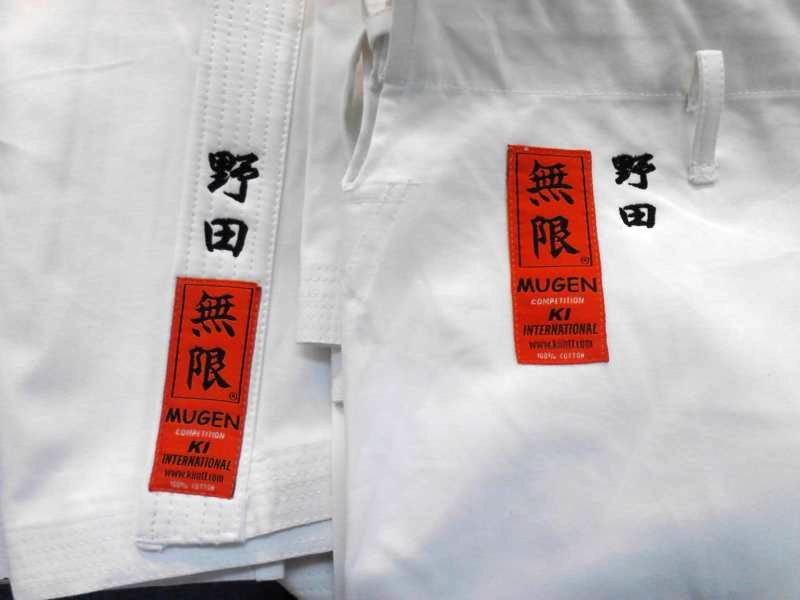 野田
無限
®
MUGEN
COMPETITION
KI
INTERNATIONAL
www.kiintl.com
100% COTTON
無限
®
MUGEN
COMPETITION
KI
INTERNATIONAL
www.kiintl.com
100% COTTON
野田